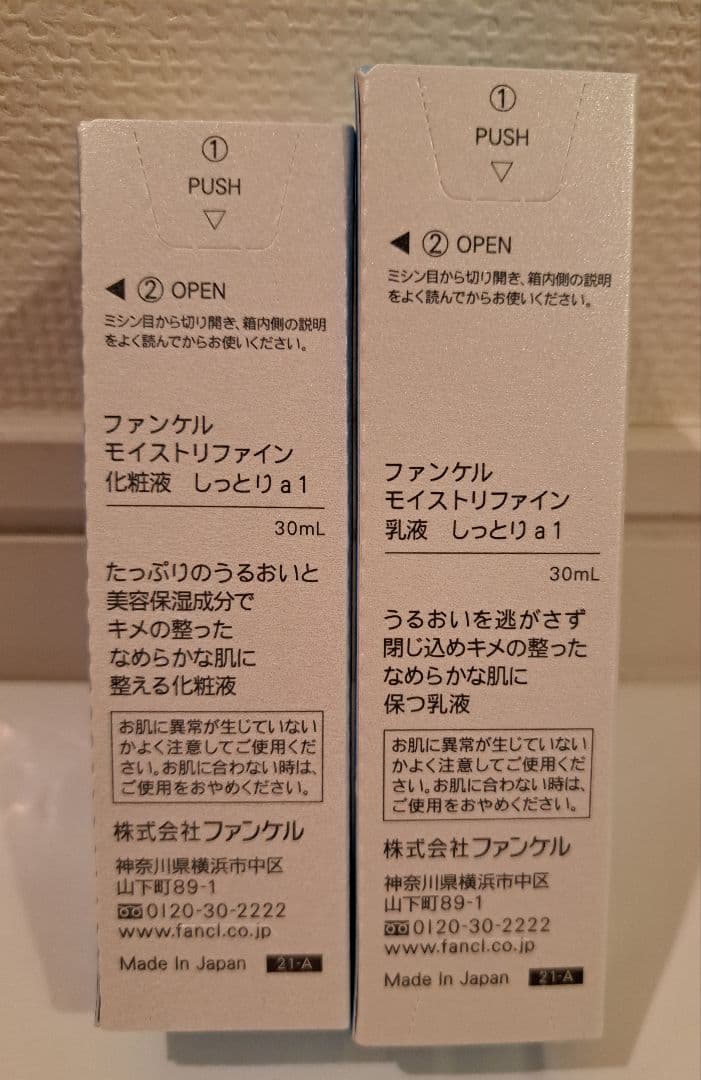 ①
PUSH
▽
◀ ② OPEN
ミシン目から切り開き、箱内側の説明
をよく読んでからお使いください。
ファンケル
モイストリファイン
化粧液 しっとりa1
30mL
たっぷりのうるおいと
美容保湿成分で
キメの整った
なめらかな肌に
整える化粧液
お肌に異常が生じていない
かよく注意してご使用くだ
さい。お肌に合わない時は、
ご使用をおやめください。
株式会社ファンケル
神奈川県横浜市中区
山下町89-1
0120-30-2222
www.fancl.co.jp
Made In Japan 21-A
①
PUSH
▽
◀ ② OPEN
ミシン目から切り開き、箱内側の説明
をよく読んでからお使いください。
ファンケル
モイストリファイン
乳液 しっとりa1
30mL
うるおいを逃がさず
閉じ込めキメの整った
なめらかな肌に
保つ乳液
お肌に異常が生じていない
かよく注意してご使用くだ
さい。お肌に合わない時は、
ご使用をおやめください。
株式会社ファンケル
神奈川県横浜市中区
山下町89-1
0120-30-2222
www.fancl.co.jp
Made In Japan 21-A